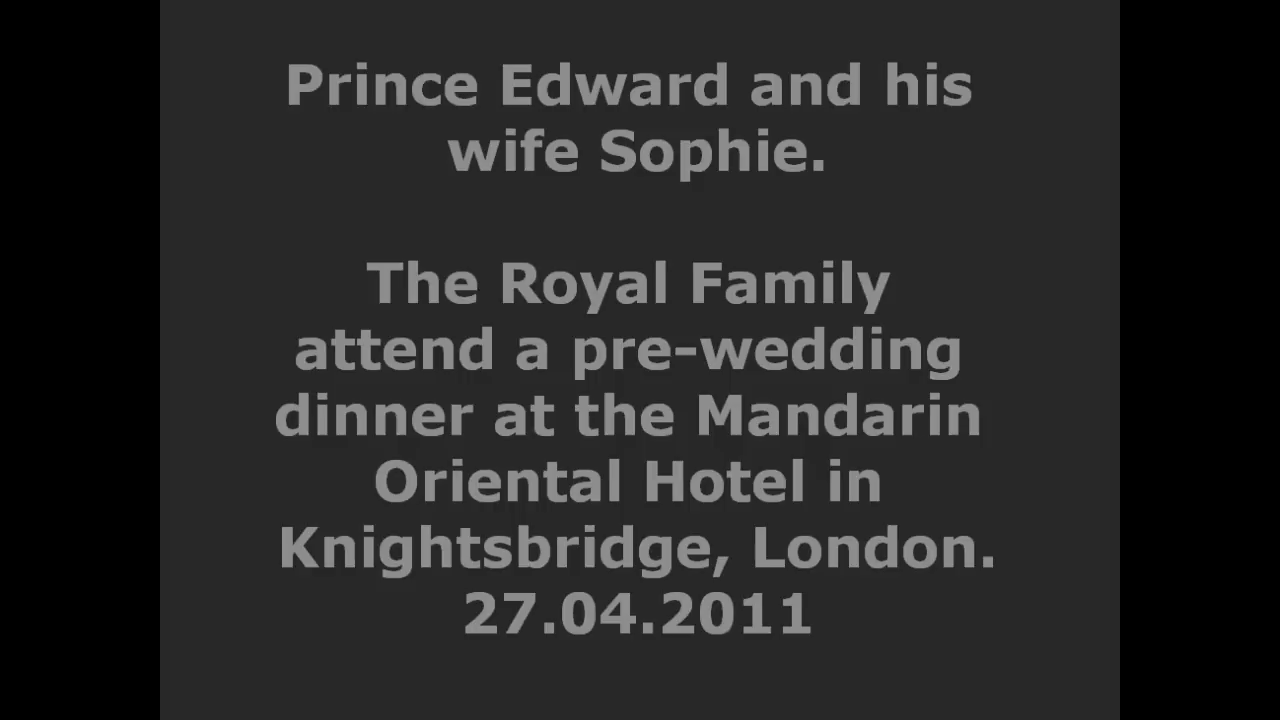 Prince Edward and his
wife Sophie.
The Royal Family
attend a pre-wedding
dinner at the Mandarin
Oriental Hotel in
Knightsbridge, London.
27.04.2011